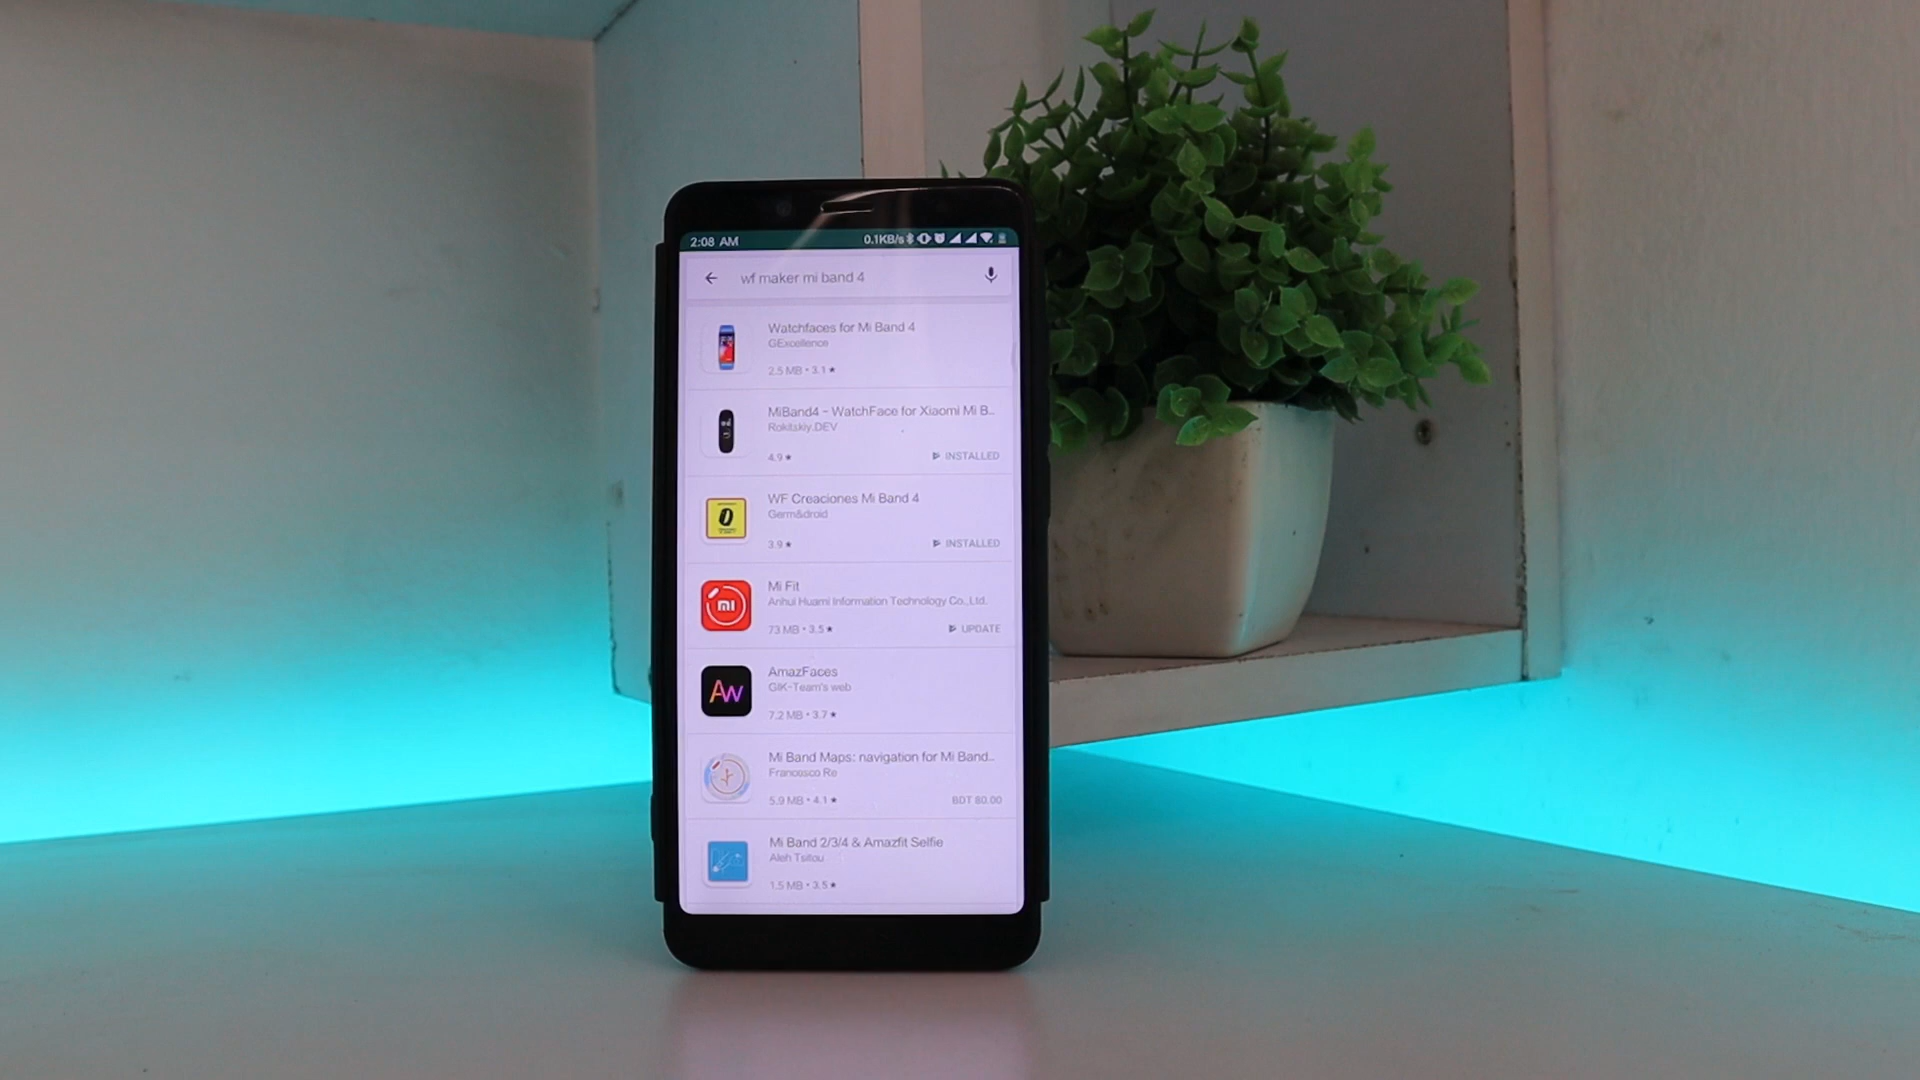 2:08 AM 0.1KB/s
wf maker mi band 4
Watchfaces for Mi Band 4
GExcellence
2.5 MB • 3.1 ★
MiBand4 - WatchFace for Xiaomi Mi B..
Rokitskiy.DEV
4.9 ★ INSTALLED
WF Creaciones Mi Band 4
Germ&droid
3.9 ★ INSTALLED
Mi Fit
Anhui Huami Information Technology Co.,Ltd.
73 MB • 3.5 ★ UPDATE
AmazFaces
GIK-Team's web
7.2 MB • 3.7 ★
Mi Band Maps: navigation for Mi Band..
Francesco Re
5.9 MB • 4.1 ★ BDT 80.00
Mi Band 2/3/4 & Amazfit Selfie
Aleh Tsitou
1.5 MB • 3.5 ★